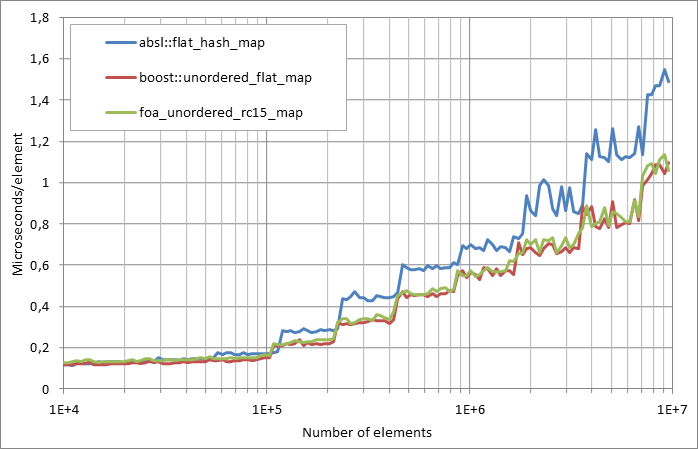 1,8
1,6
1,4
1,2
1
0,8
0,6
0,4
0,2
0
Microseconds/element
absl::flat_hash_map
boost::unordered_flat_map
foa_unordered_rc15_map
1E+4 1E+5 1E+6 1E+7
Number of elements